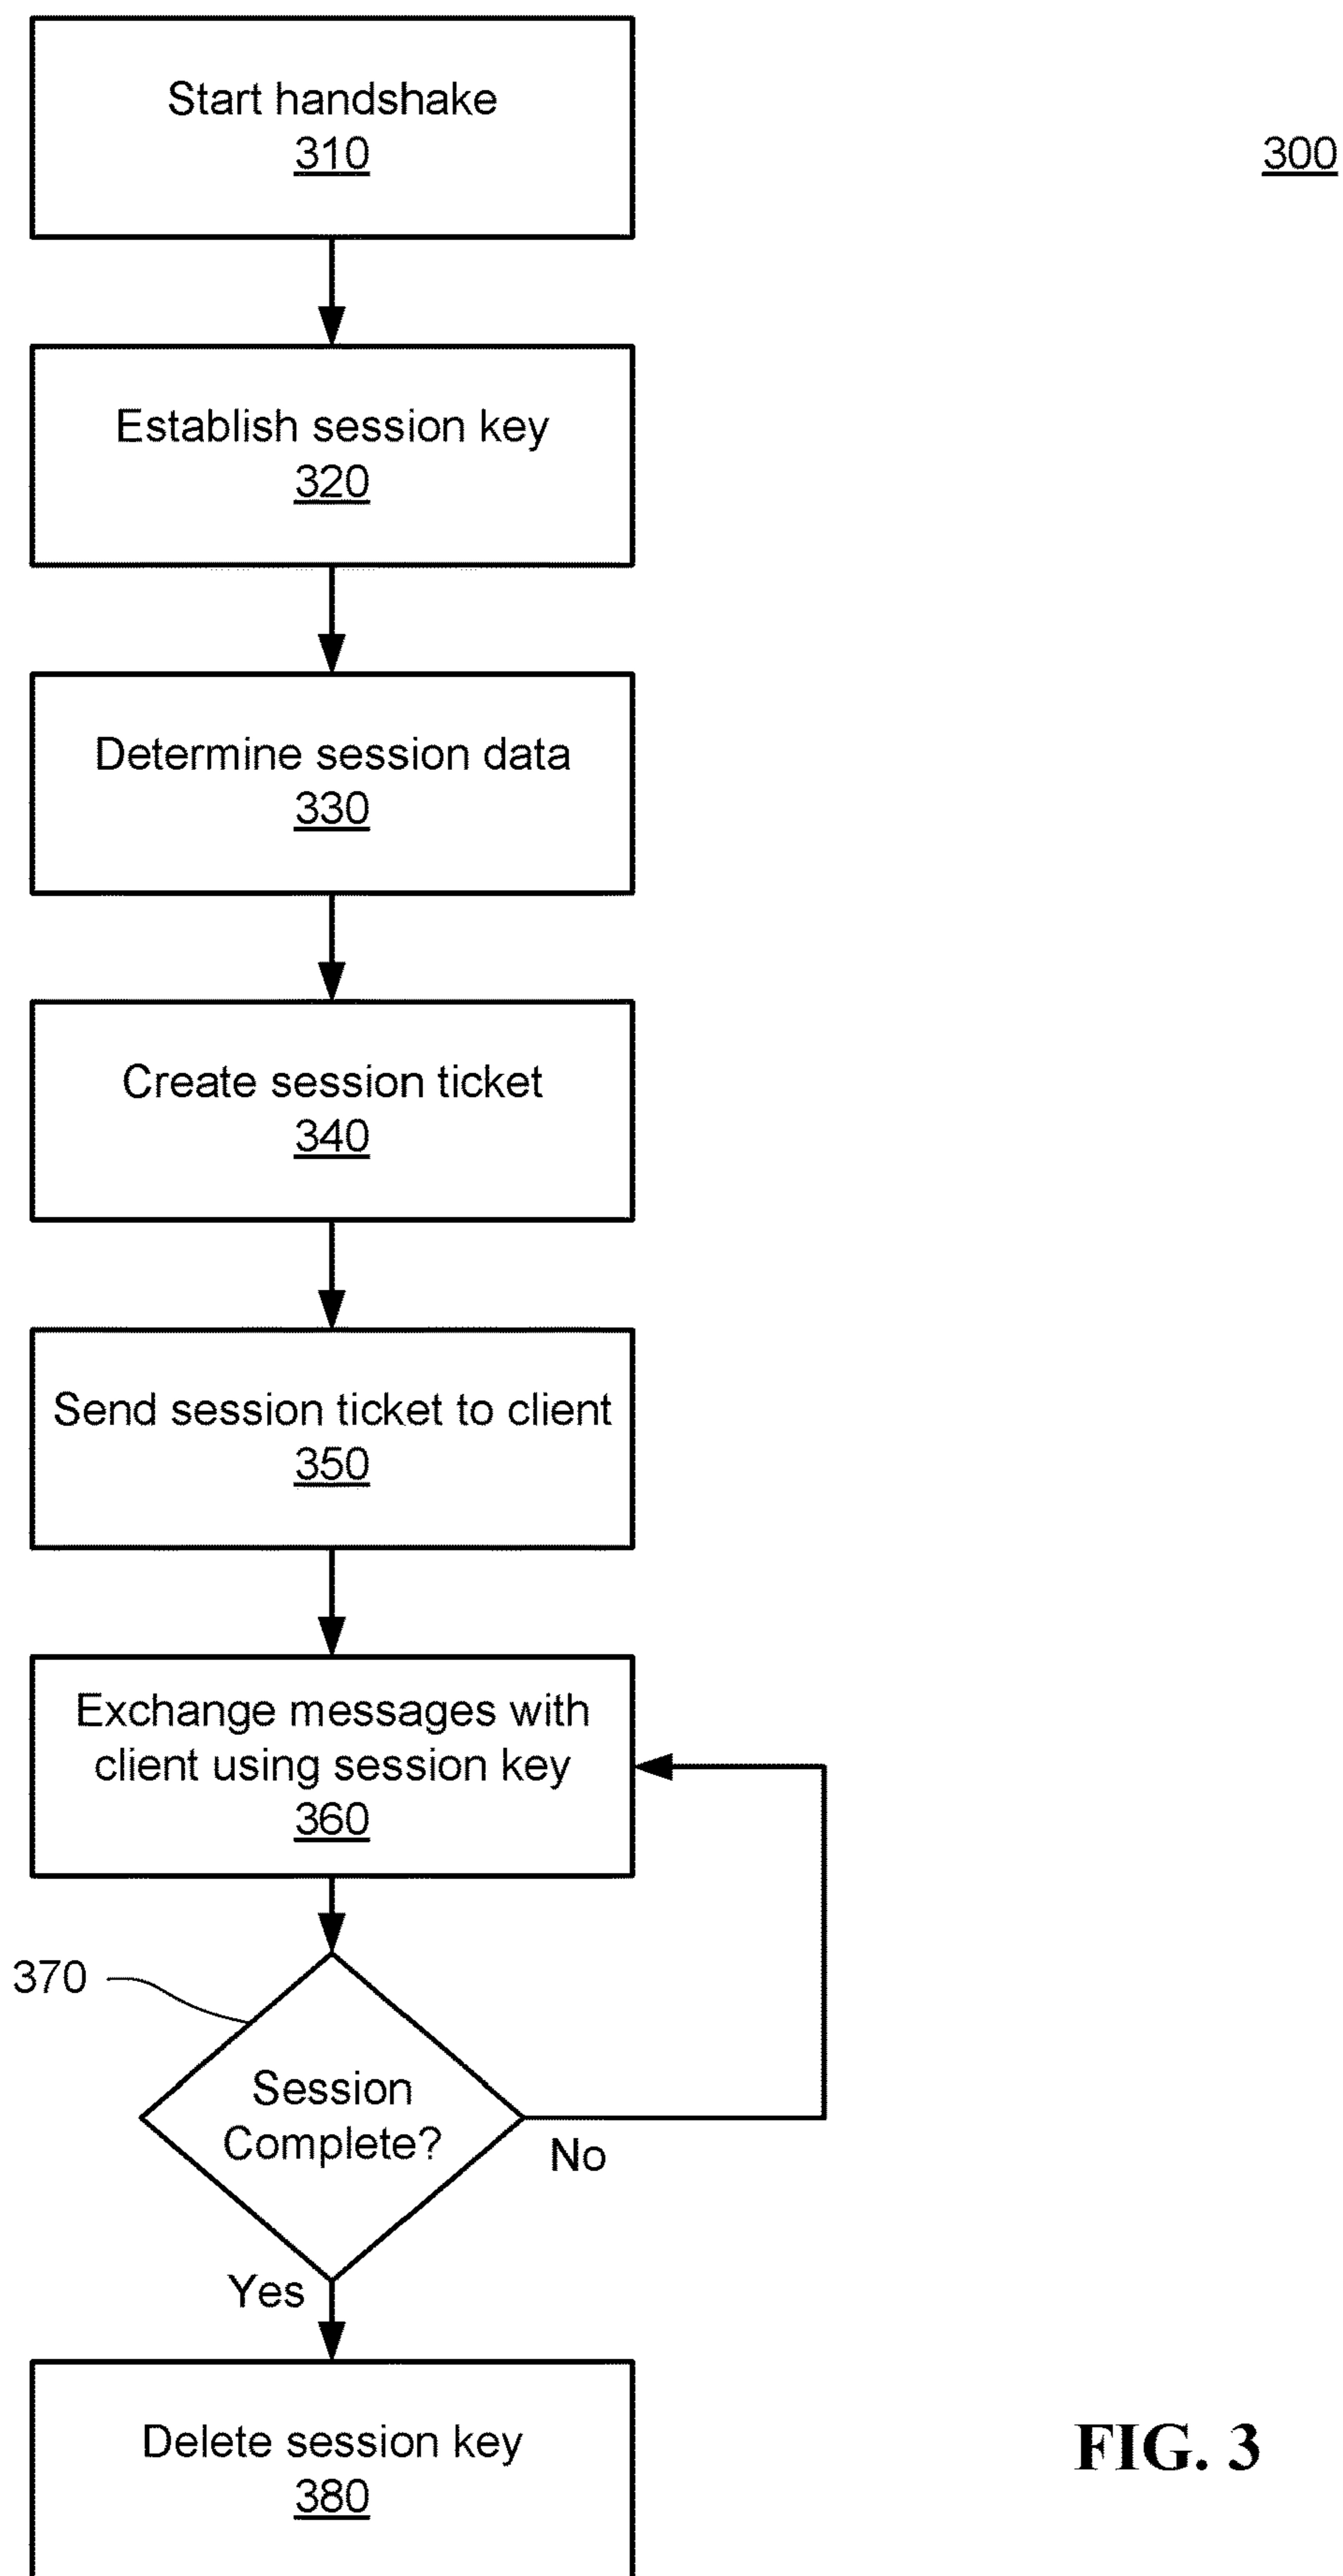 Start handshake
310
300
Establish session key
320
Determine session data
330
Create session ticket
340
Send session ticket to client
350
Exchange messages with
client using session key
360
370
Session
Complete?
No
Yes
Delete session key
380
FIG. 3